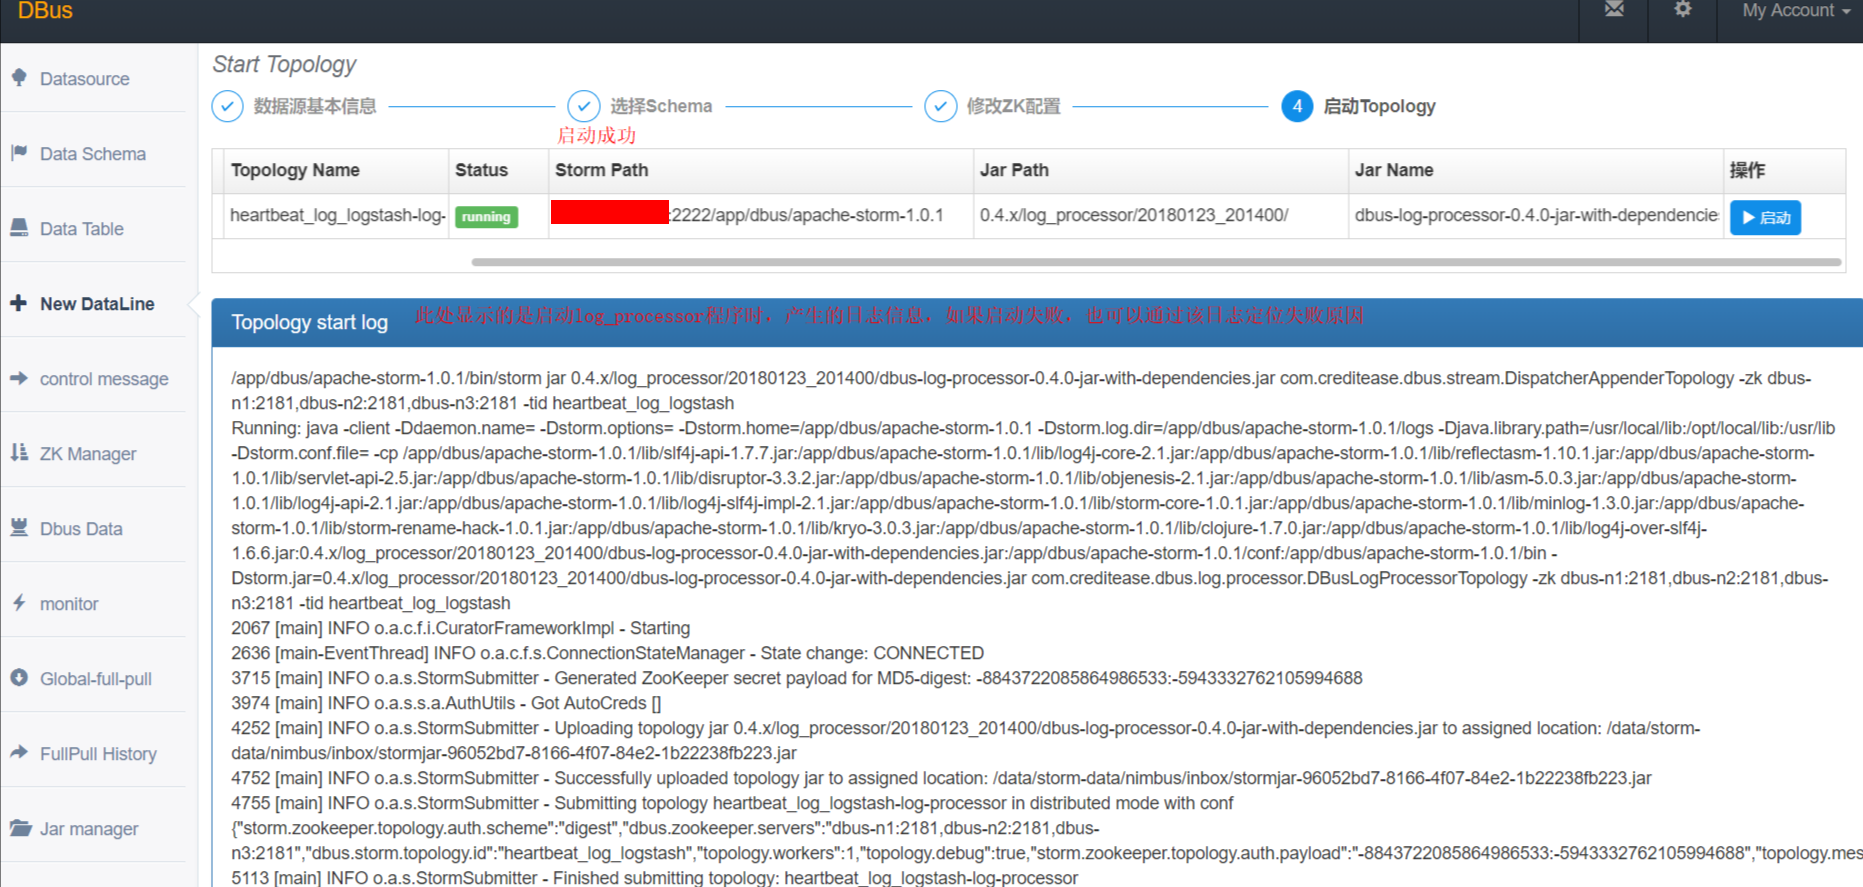 DBus
My Account
Datasource
Data Schema
Data Table
New DataLine
control message
ZK Manager
Dbus Data
monitor
Global-full-pull
FullPull History
Jar manager
Start Topology
数据源基本信息
选择Schema
修改ZK配置
4 启动Topology
启动成功
Topology Name Status Storm Path Jar Path Jar Name 操作
heartbeat_log_logstash-log- running :2222/app/dbus/apache-storm-1.0.1 0.4.x/log_processor/20180123_201400/ dbus-log-processor-0.4.0-jar-with-dependencie 启动
Topology start log 此处显示的是启动log_processor程序时，产生的日志信息，如果启动失败，也可以通过该日志定位失败原因
/app/dbus/apache-storm-1.0.1/bin/storm jar 0.4.x/log_processor/20180123_201400/dbus-log-processor-0.4.0-jar-with-dependencies.jar com.creditease.dbus.stream.DispatcherAppenderTopology -zk dbus-
n1:2181,dbus-n2:2181,dbus-n3:2181 -tid heartbeat_log_logstash
Running: java -client -Ddaemon.name= -Dstorm.options= -Dstorm.home=/app/dbus/apache-storm-1.0.1 -Dstorm.log.dir=/app/dbus/apache-storm-1.0.1/logs -Djava.library.path=/usr/local/lib:/opt/local/lib:/usr/lib
-Dstorm.conf.file= -cp /app/dbus/apache-storm-1.0.1/lib/slf4j-api-1.7.7.jar:/app/dbus/apache-storm-1.0.1/lib/log4j-core-2.1.jar:/app/dbus/apache-storm-1.0.1/lib/reflectasm-1.10.1.jar:/app/dbus/apache-storm-
1.0.1/lib/servlet-api-2.5.jar:/app/dbus/apache-storm-1.0.1/lib/disruptor-3.3.2.jar:/app/dbus/apache-storm-1.0.1/lib/objenesis-2.1.jar:/app/dbus/apache-storm-1.0.1/lib/asm-5.0.3.jar:/app/dbus/apache-storm-
1.0.1/lib/log4j-api-2.1.jar:/app/dbus/apache-storm-1.0.1/lib/log4j-slf4j-impl-2.1.jar:/app/dbus/apache-storm-1.0.1/lib/storm-core-1.0.1.jar:/app/dbus/apache-storm-1.0.1/lib/minlog-1.3.0.jar:/app/dbus/apache-
storm-1.0.1/lib/storm-rename-hack-1.0.1.jar:/app/dbus/apache-storm-1.0.1/lib/kryo-3.0.3.jar:/app/dbus/apache-storm-1.0.1/lib/clojure-1.7.0.jar:/app/dbus/apache-storm-1.0.1/lib/log4j-over-slf4j-
1.6.6.jar:0.4.x/log_processor/20180123_201400/dbus-log-processor-0.4.0-jar-with-dependencies.jar:/app/dbus/apache-storm-1.0.1/conf:/app/dbus/apache-storm-1.0.1/bin -
Dstorm.jar=0.4.x/log_processor/20180123_201400/dbus-log-processor-0.4.0-jar-with-dependencies.jar com.creditease.dbus.log.processor.DBusLogProcessorTopology -zk dbus-n1:2181,dbus-n2:2181,dbus-
n3:2181 -tid heartbeat_log_logstash
2067 [main] INFO o.a.c.f.i.CuratorFrameworkImpl - Starting
2636 [main-EventThread] INFO o.a.c.f.s.ConnectionStateManager - State change: CONNECTED
3715 [main] INFO o.a.s.StormSubmitter - Generated ZooKeeper secret payload for MD5-digest: -8843722085864986533:-5943332762105994688
3974 [main] INFO o.a.s.s.a.AuthUtils - Got AutoCreds []
4252 [main] INFO o.a.s.StormSubmitter - Uploading topology jar 0.4.x/log_processor/20180123_201400/dbus-log-processor-0.4.0-jar-with-dependencies.jar to assigned location: /data/storm-
data/nimbus/inbox/stormjar-96052bd7-8166-4f07-84e2-1b22238fb223.jar
4752 [main] INFO o.a.s.StormSubmitter - Successfully uploaded topology jar to assigned location: /data/storm-data/nimbus/inbox/stormjar-96052bd7-8166-4f07-84e2-1b22238fb223.jar
4755 [main] INFO o.a.s.StormSubmitter - Submitting topology heartbeat_log_logstash-log-processor in distributed mode with conf
{"storm.zookeeper.topology.auth.scheme":"digest","dbus.zookeeper.servers":"dbus-n1:2181,dbus-n2:2181,dbus-
n3:2181","dbus.storm.topology.id":"heartbeat_log_logstash","topology.workers":1,"topology.debug":true,"storm.zookeeper.topology.auth.payload":"-8843722085864986533:-5943332762105994688","topology.mes
5113 [main] INFO o.a.s.StormSubmitter - Finished submitting topology: heartbeat_log_logstash-log-processor